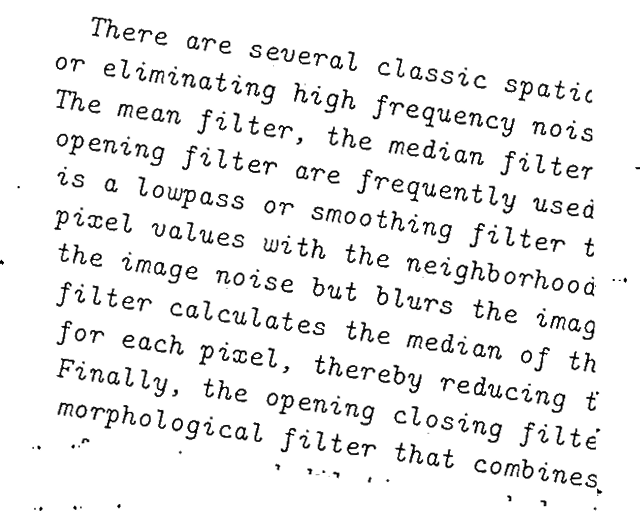 There are several classic spatic
or eliminating high frequency nois
The mean filter, the median filter
opening filter are frequently used
is a lowpass or smoothing filter t
pixel values with the neighborhood
the image noise but blurs the imag
filter calculates the median of th
for each pixel, thereby reducing t
Finally, the opening closing filte
morphological filter that combines